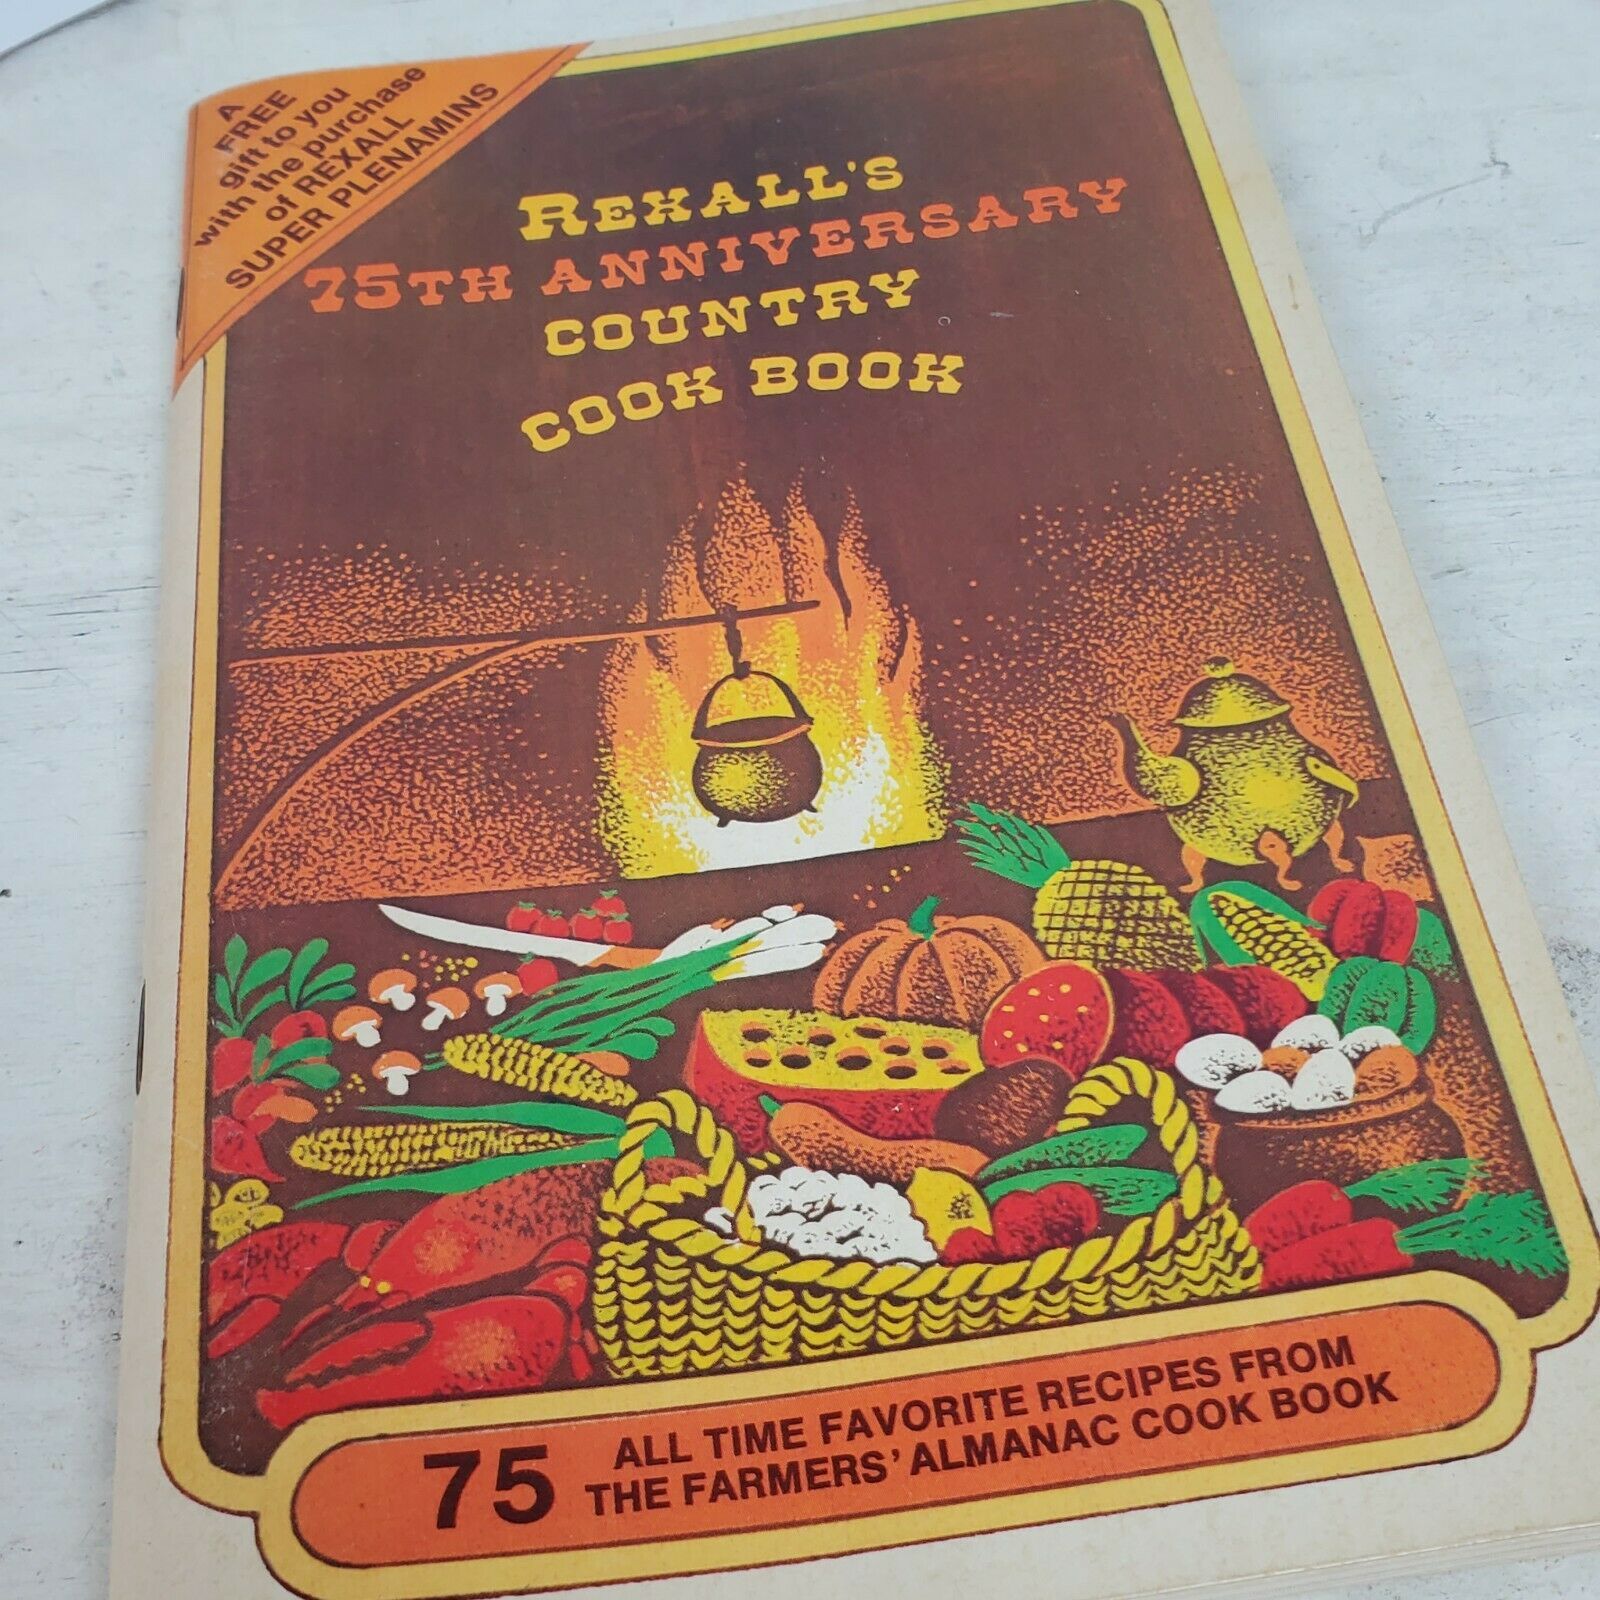 A
FREE
gift to you
with the purchase
of REXALL
SUPER PLENAMINS
REXALL'S
75TH ANNIVERSARY
COUNTRY
COOK BOOK
75
ALL TIME FAVORITE RECIPES FROM
THE FARMERS' ALMANAC COOK BOOK